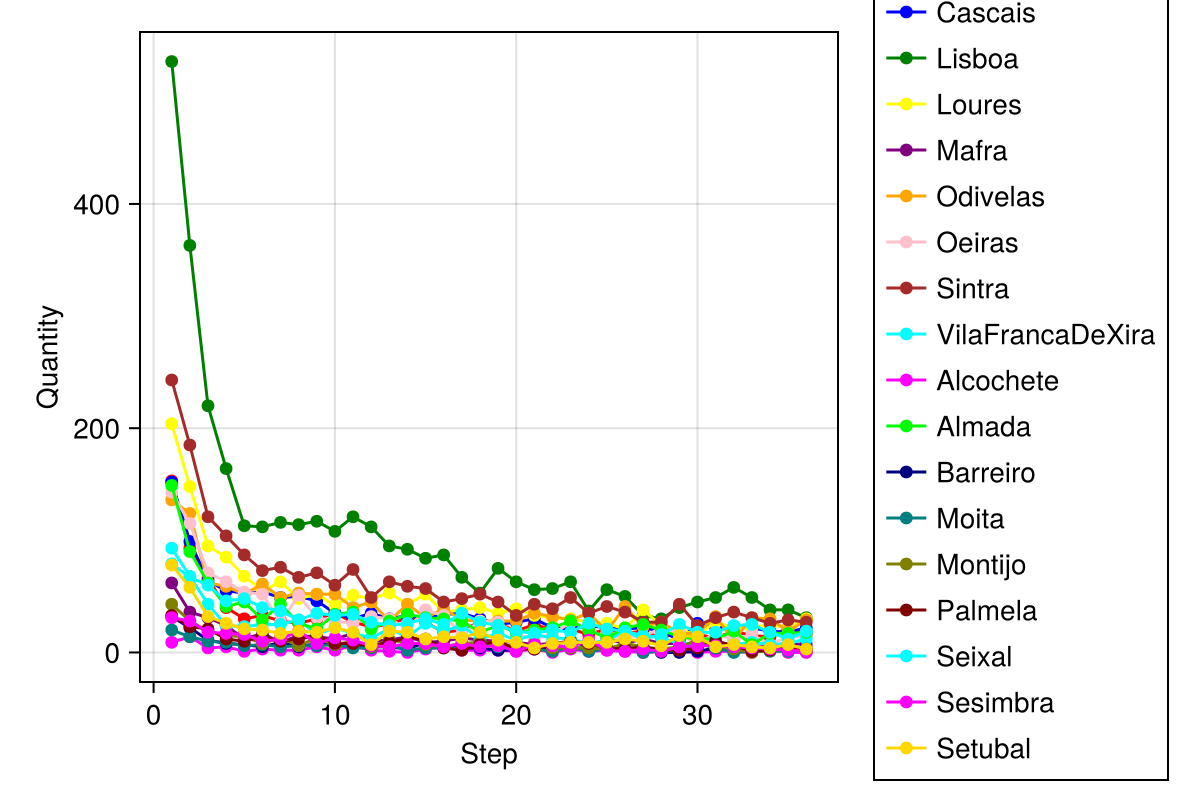 Cascais
Lisboa
Loures
Mafra
Odivelas
Oeiras
Sintra
VilaFrancaDeXira
Alcochete
Almada
Barreiro
Moita
Montijo
Palmela
Seixal
Sesimbra
Setubal
Quantity
400
200
0
0 10 20 30
Step